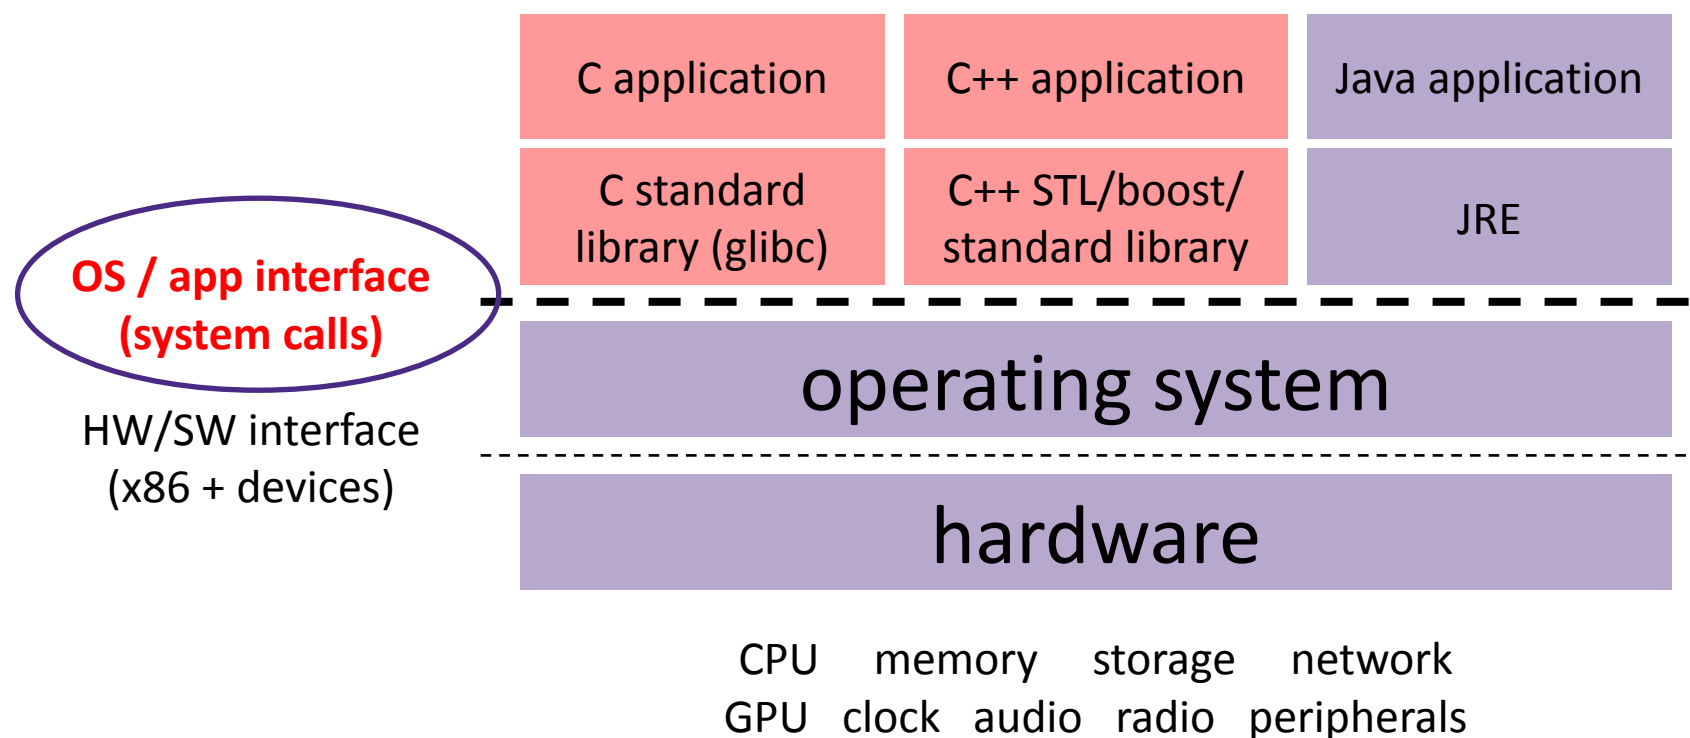 C application
C++ application
Java application
C standard
library (glibc)
C++ STL/boost/
standard library
JRE
OS / app interface
(system calls)
operating system
HW/SW interface
(x86 + devices)
hardware
CPU memory storage network
GPU clock audio radio peripherals